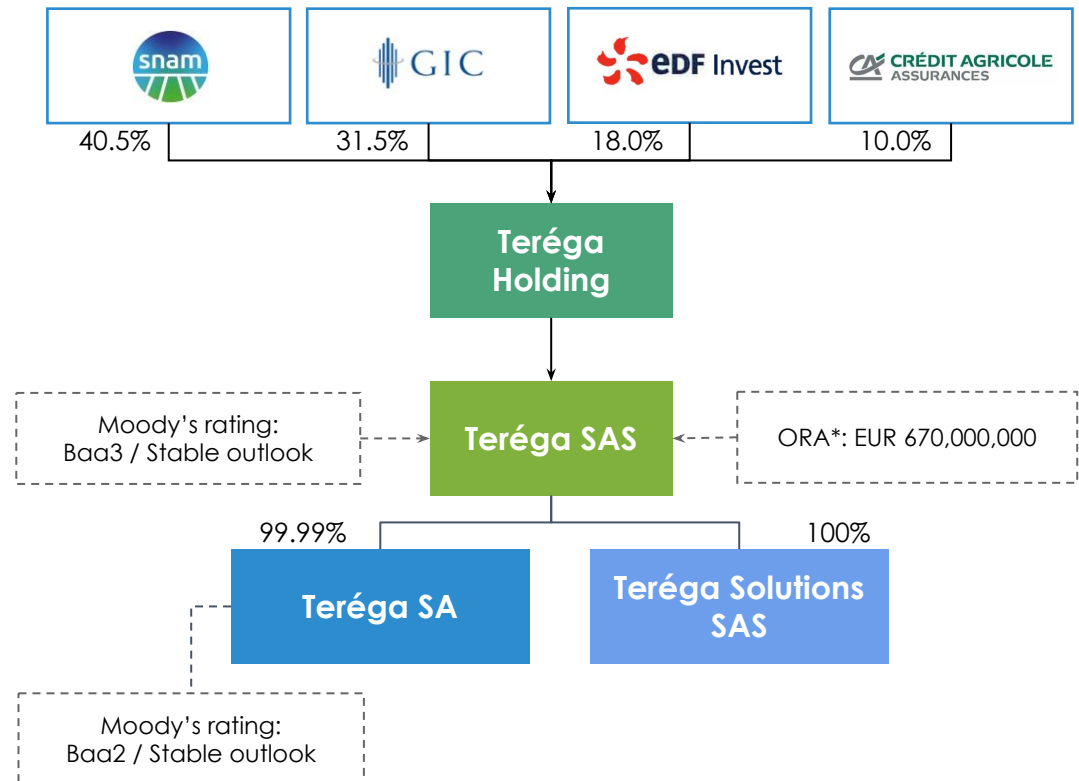 snam
GIC
eDF Invest
CA CRÉDIT AGRICOLE
ASSURANCES
40.5%
31.5%
18.0%
10.0%
Teréga
Holding
Moody’s rating:
Baa3 / Stable outlook
Teréga SAS
ORA*: EUR 670,000,000
99.99%
100%
Teréga SA
Teréga Solutions
SAS
Moody’s rating:
Baa2 / Stable outlook